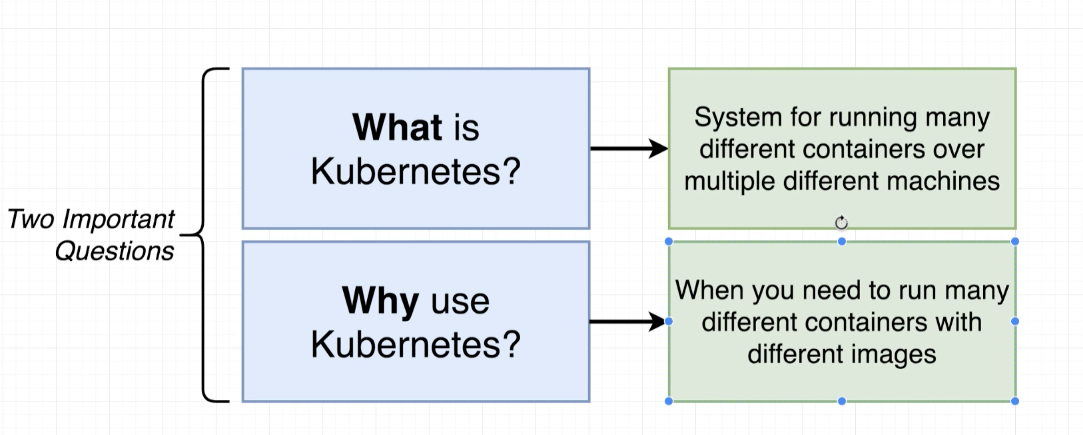 Two Important
Questions
What is
Kubernetes?
System for running many
different containers over
multiple different machines
Why use
Kubernetes?
When you need to run many
different containers with
different images